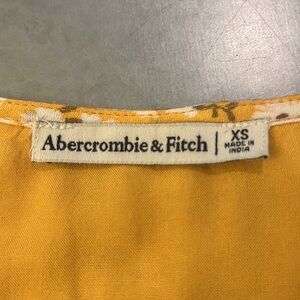 Abercrombie & Fitch | XS
MADE IN
INDIA